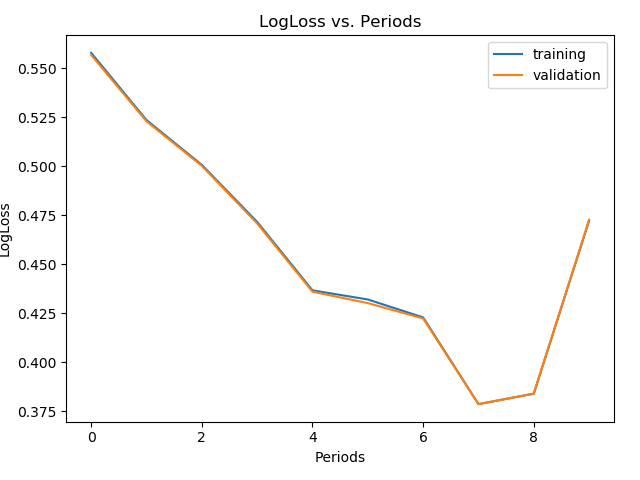 LogLoss vs. Periods
training
validation
0.550
0.525
0.500
0.475
0.450
0.425
0.400
0.375
LogLoss
0 2 4 6 8
Periods